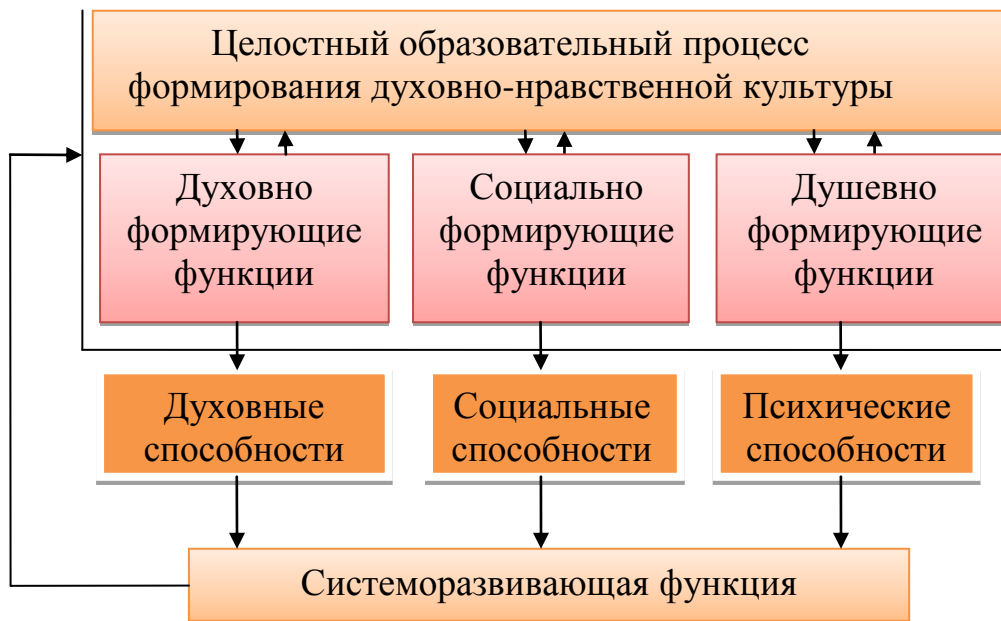 Целостный образовательный процесс
формирования духовно-нравственной культуры
Духовно
формирующие
функции
Социально
формирующие
функции
Душевно
формирующие
функции
Духовные
способности
Социальные
способности
Психические
способности
Системоразвивающая функция